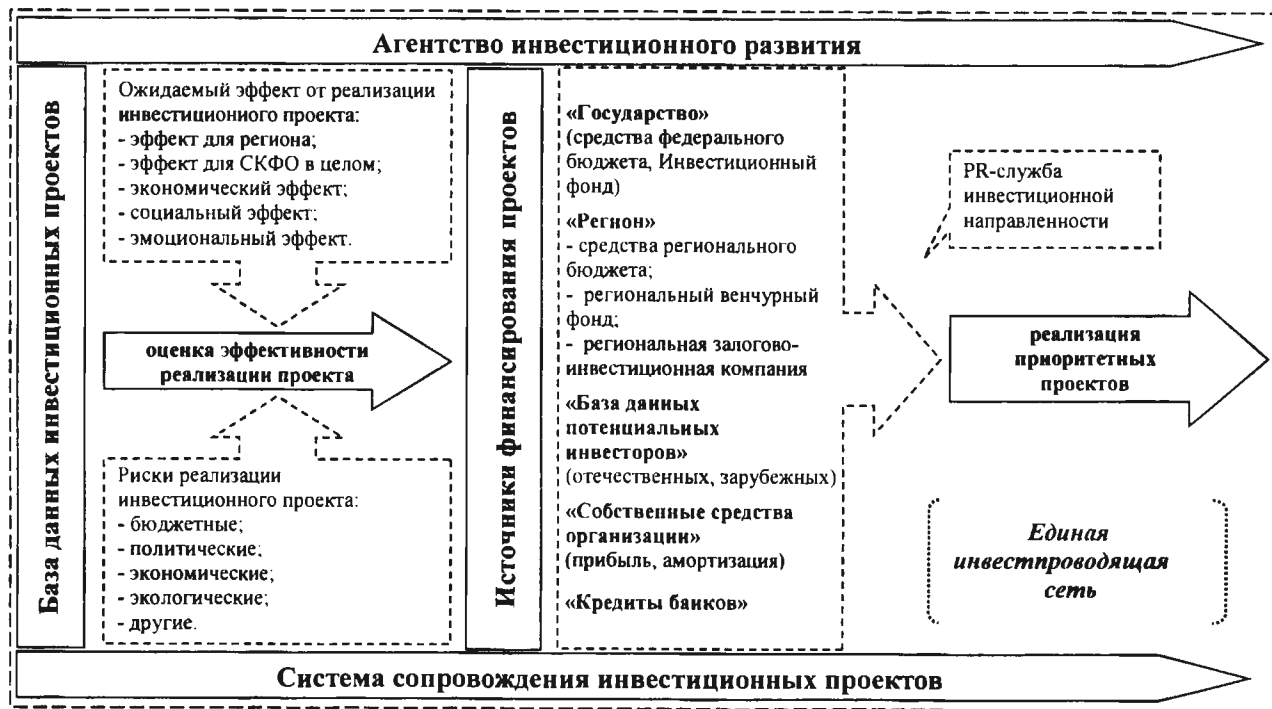 Агентство инвестиционного развития
База данных инвестиционных проектов
Ожидаемый эффект от реализации
инвестиционного проекта:
- эффект для региона;
- эффект для СКФО в целом;
- экономический эффект;
- социальный эффект;
- эмоциональный эффект.
оценка эффективности
реализации проекта
Риски реализации
инвестиционного проекта:
- бюджетные;
- политические;
- экономические;
- экологические;
- другие.
Источники финансирования проектов
«Государство»
(средства федерального
бюджета, Инвестиционный
фонд)
«Регион»
- средства регионального
бюджета;
- региональный венчурный
фонд;
- региональная залогово-
инвестиционная компания
«База данных
потенциальных
инвесторов»
(отечественных, зарубежных)
«Собственные средства
организации»
(прибыль, амортизация)
«Кредиты банков»
PR-служба
инвестиционной
направленности
реализация
приоритетных
проектов
Единая
инвестпроводящая
сеть
Система сопровождения инвестиционных проектов